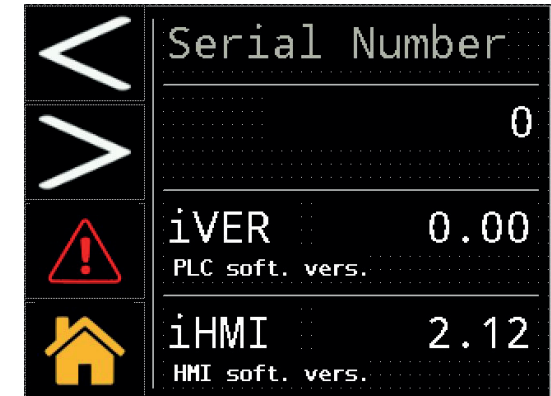 Serial Number
0
iVER 0.00
PLC soft. vers.
iHMI 2.12
HMI soft. vers.